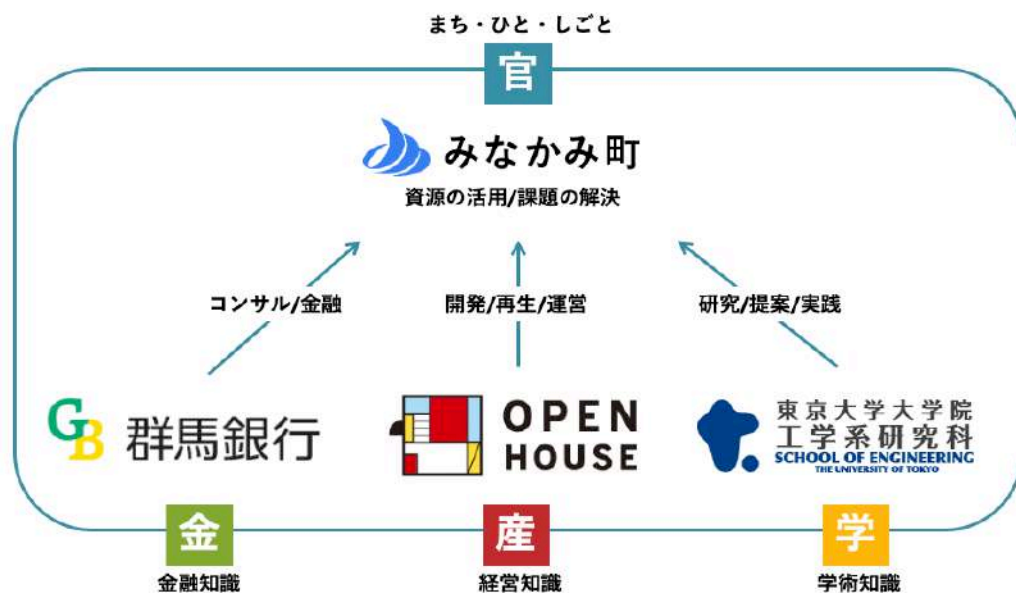 まち・ひと・しごと
官
みなかみ町
資源の活用/課題の解決
コンサル/金融
開発/再生/運営
研究/提案/実践
GB 群馬銀行
OPEN HOUSE
東京大学大学院
工学系研究科
SCHOOL OF ENGINEERING
THE UNIVERSITY OF TOKYO
金
産
学
金融知識
経営知識
学術知識